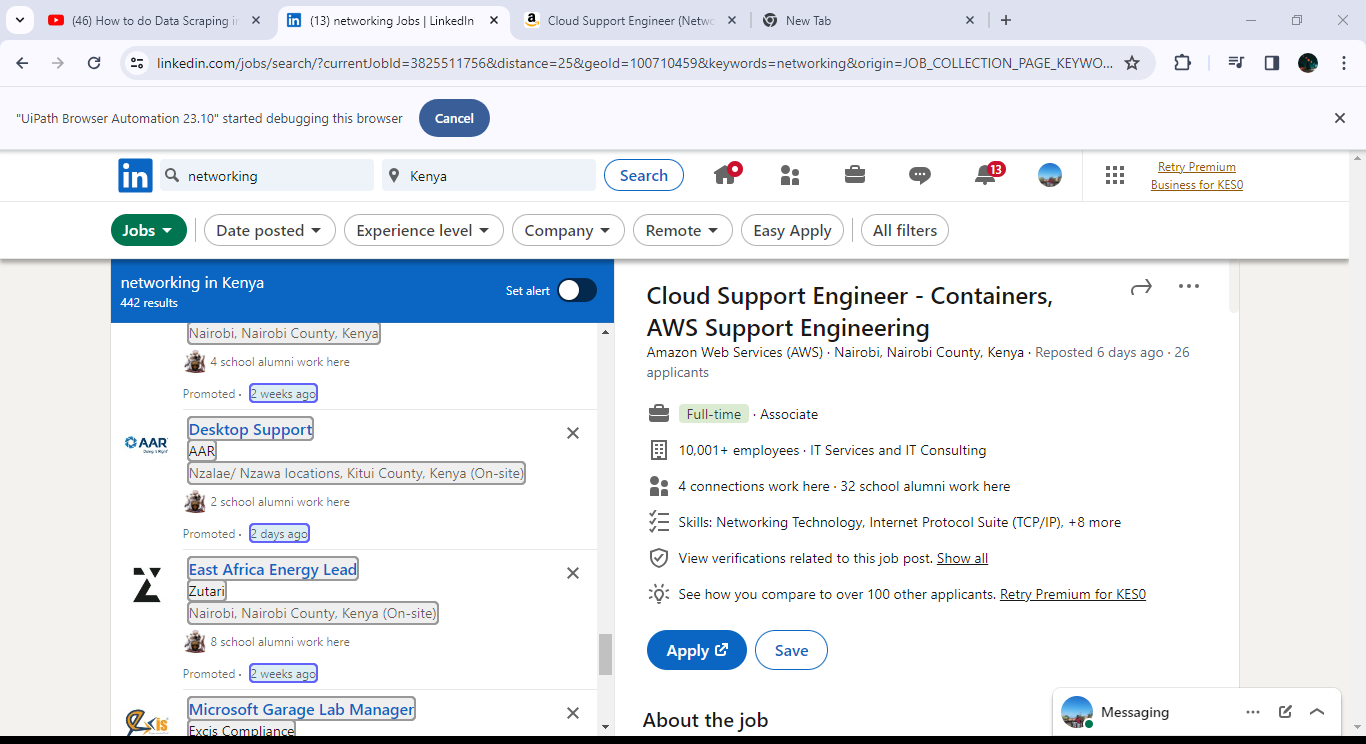 (46) How to do Data Scraping in
(13) networking Jobs | LinkedIn
Cloud Support Engineer (Netwo
New Tab
linkedin.com/jobs/search/?currentJobId=3825511756&distance=25&geoId=100710459&keywords=networking&origin=JOB_COLLECTION_PAGE_KEYWO...
"UiPath Browser Automation 23.10" started debugging this browser
Cancel
in
networking
Kenya
Search
13
Retry Premium
Business for KES0
Jobs
Date posted
Experience level
Company
Remote
Easy Apply
All filters
networking in Kenya
442 results
Set alert
Nairobi, Nairobi County, Kenya
4 school alumni work here
Promoted · 2 weeks ago
AAR
Desktop Support
AAR
Nzalae/ Nzawa locations, Kitui County, Kenya (On-site)
2 school alumni work here
Promoted · 2 days ago
East Africa Energy Lead
Zutari
Nairobi, Nairobi County, Kenya (On-site)
8 school alumni work here
Promoted · 2 weeks ago
Microsoft Garage Lab Manager
Excis Compliance
Cloud Support Engineer - Containers,
AWS Support Engineering
Amazon Web Services (AWS) · Nairobi, Nairobi County, Kenya · Reposted 6 days ago · 26
applicants
Full-time · Associate
10,001+ employees · IT Services and IT Consulting
4 connections work here · 32 school alumni work here
Skills: Networking Technology, Internet Protocol Suite (TCP/IP), +8 more
View verifications related to this job post. Show all
See how you compare to over 100 other applicants. Retry Premium for KES0
Apply
Save
About the job
Messaging